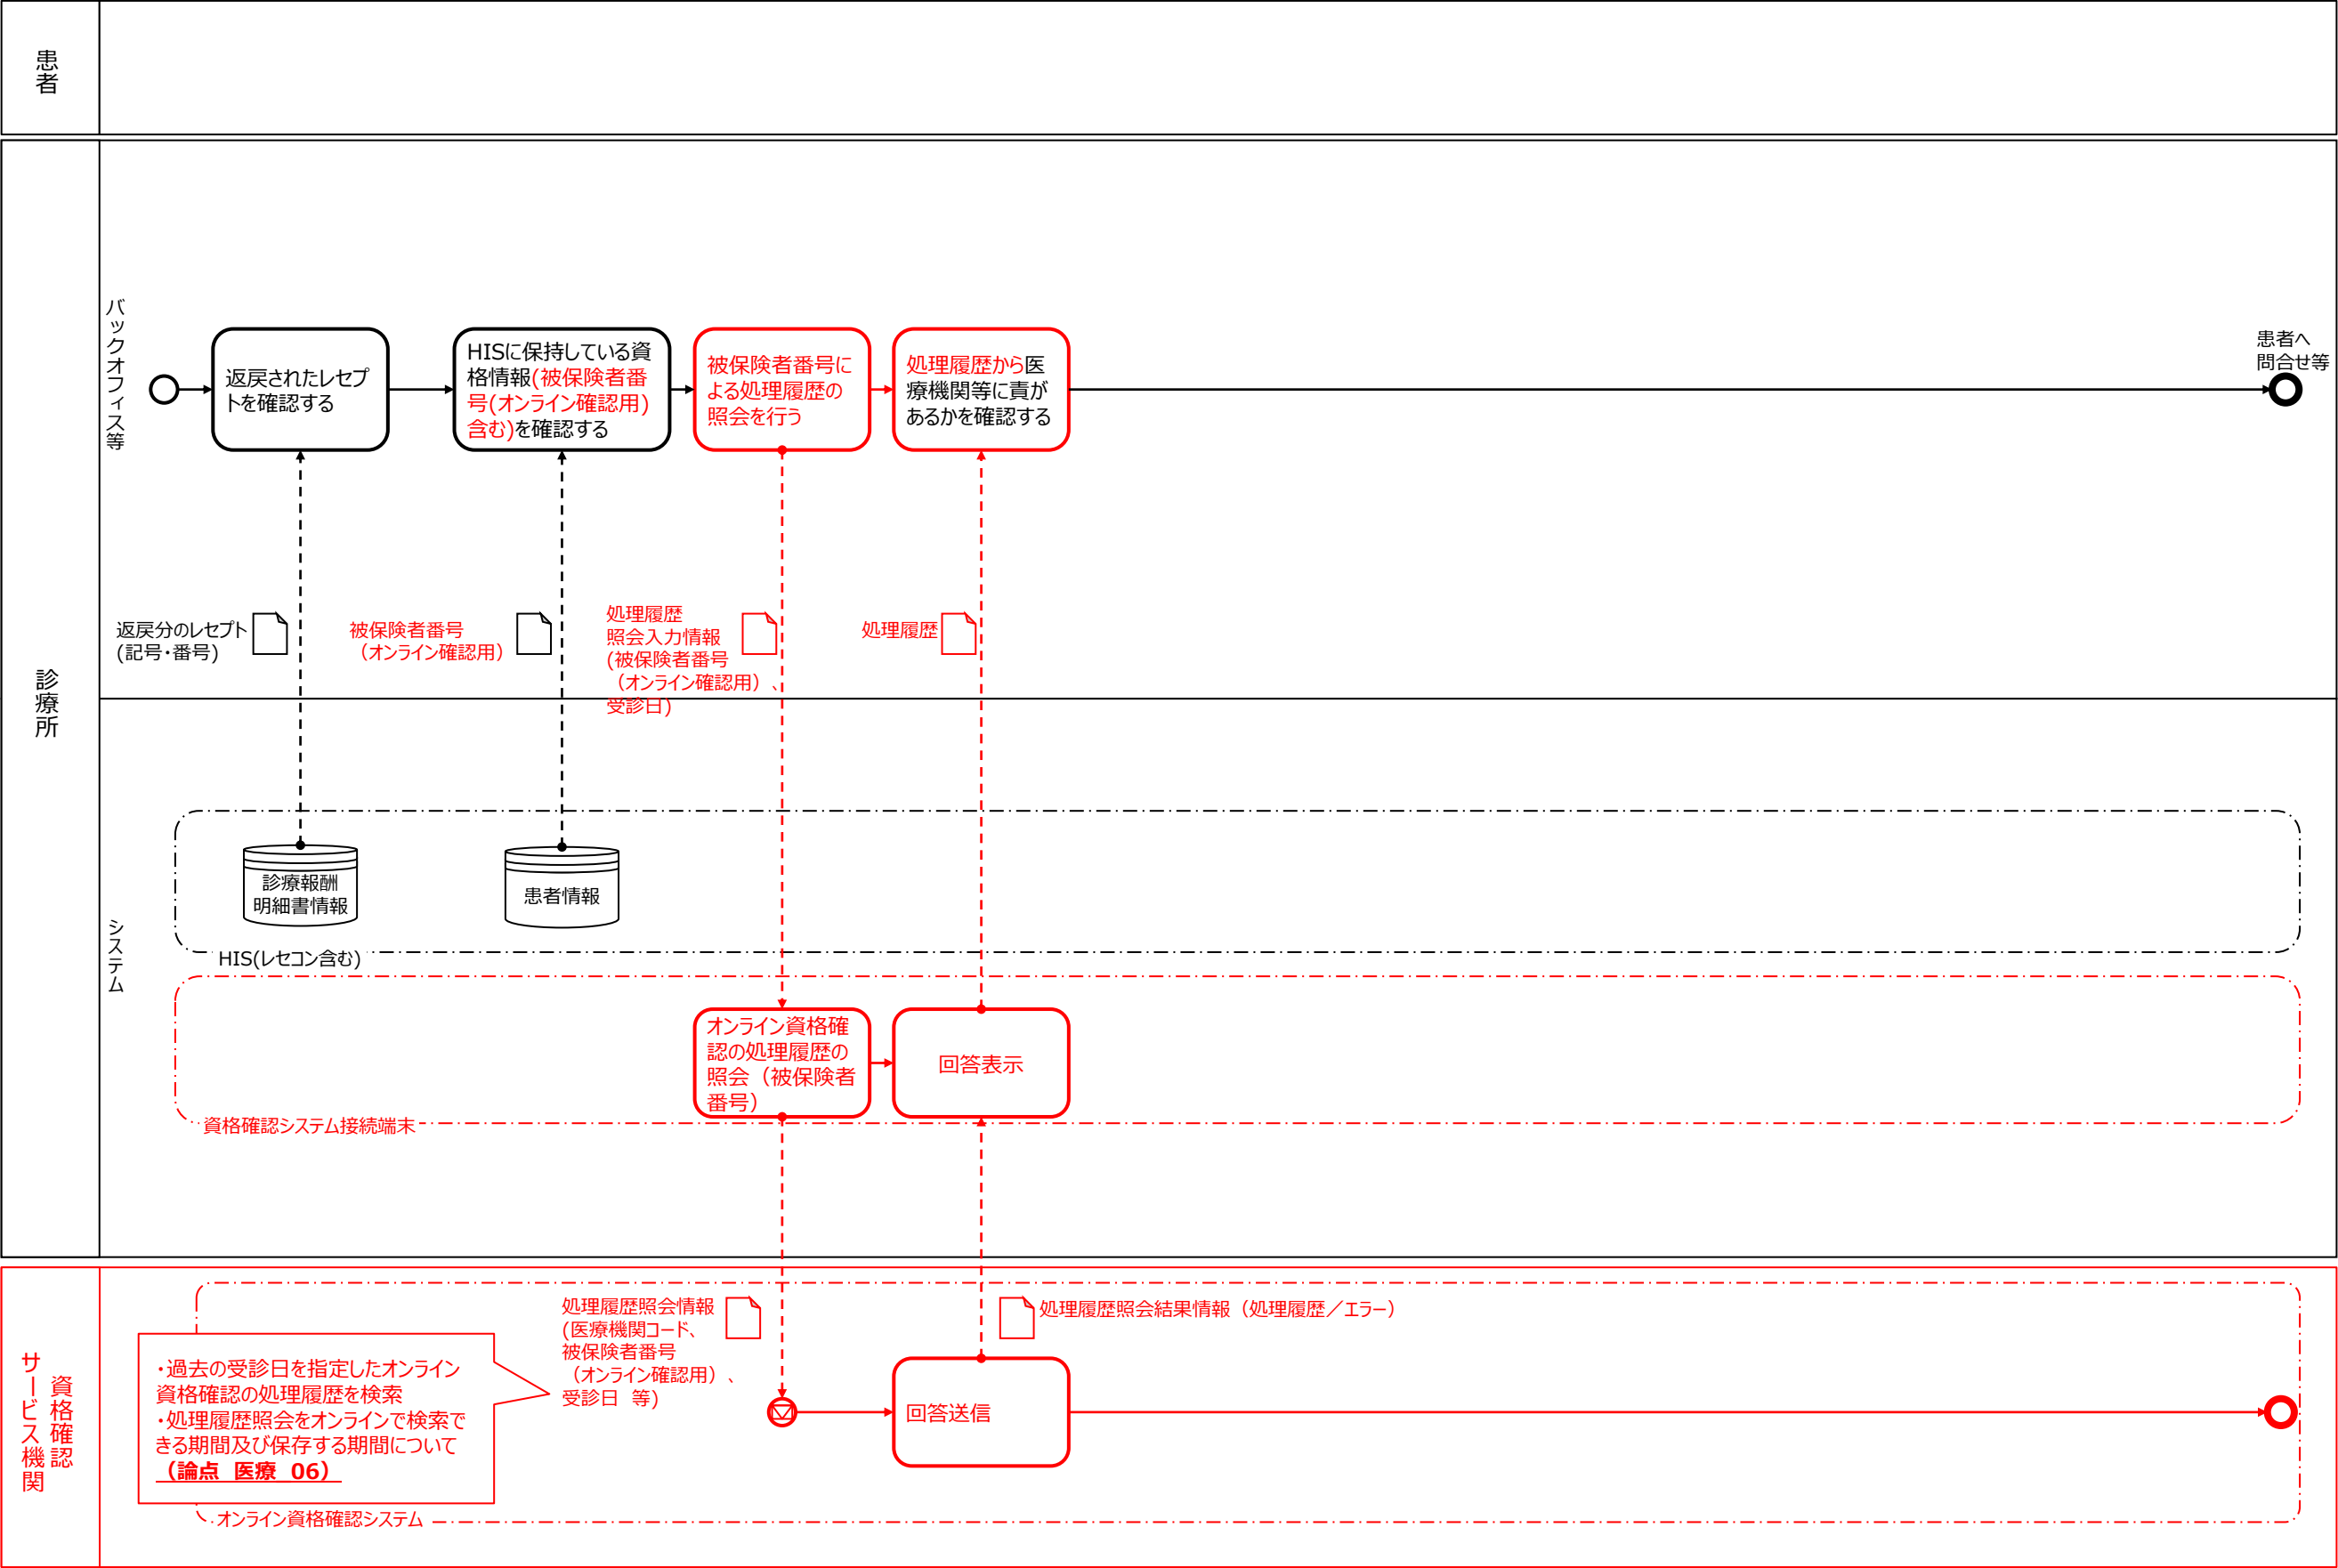 患者
診療所
バックオフィス等
返戻されたレセプ
トを確認する
HISに保持している資
格情報(被保険者番
号(オンライン確認用)
含む)を確認する
被保険者番号に
よる処理履歴の
照会を行う
処理履歴から医
療機関等に責が
あるかを確認する
患者へ
問合せ等
返戻分のレセプト
(記号・番号)
被保険者番号
（オンライン確認用）
処理履歴
照会入力情報
(被保険者番号
（オンライン確認用）、
受診日)
処理履歴
システム
診療報酬
明細書情報
患者情報
HIS(レセコン含む)
オンライン資格確
認の処理履歴の
照会（被保険者
番号）
回答表示
資格確認システム接続端末
資格確認
サービス機関
処理履歴照会情報
(医療機関コード、
被保険者番号
（オンライン確認用）、
受診日　等)
処理履歴照会結果情報（処理履歴／エラー）
・過去の受診日を指定したオンライン
資格確認の処理履歴を検索
・処理履歴照会をオンラインで検索で
きる期間及び保存する期間について
（論点　医療　06）
回答送信
オンライン資格確認システム